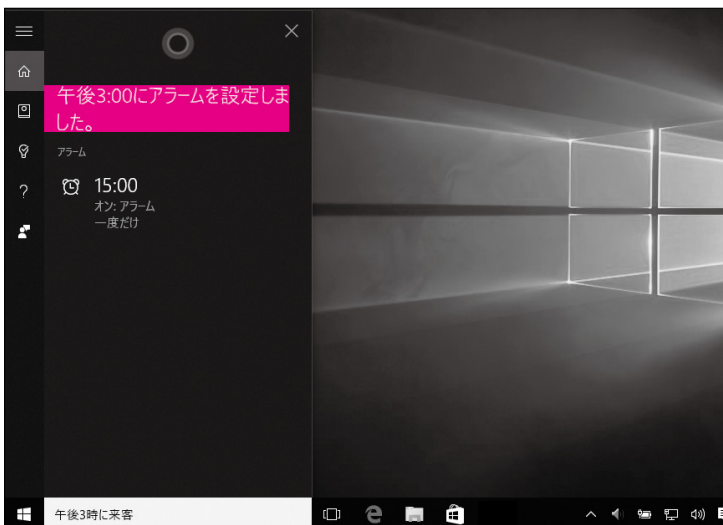 午後3:00にアラームを設定しま
した。
アラーム
15:00
オン: アラーム
一度だけ
午後3時に来客